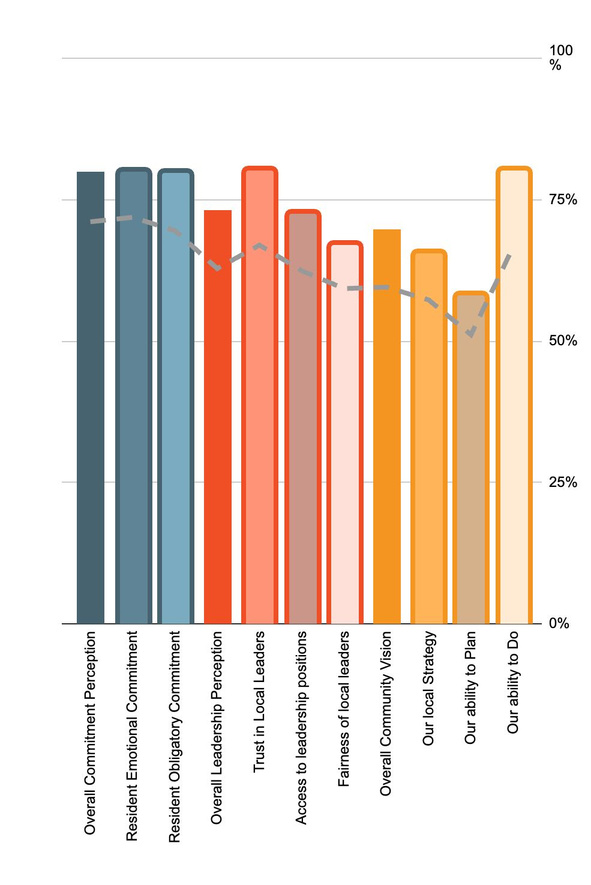 100
%
75%
50%
25%
0%
Overall Commitment Perception
Resident Emotional Commitment
Resident Obligatory Commitment
Overall Leadership Perception
Trust in Local Leaders
Access to leadership positions
Fairness of local leaders
Overall Community Vision
Our local Strategy
Our ability to Plan
Our ability to Do